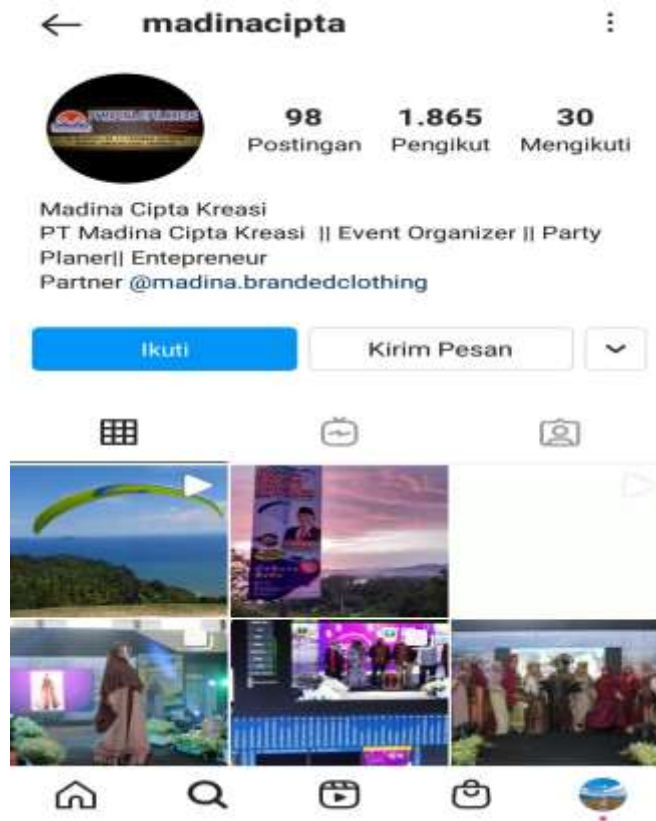 madinacipta
98 1.865 30
Postingan Pengikut Mengikuti
Madina Cipta Kreasi
PT Madina Cipta Kreasi || Event Organizer || Party
Planer|| Entepreneur
Partner @madina.brandedclothing
Ikuti Kirim Pesan